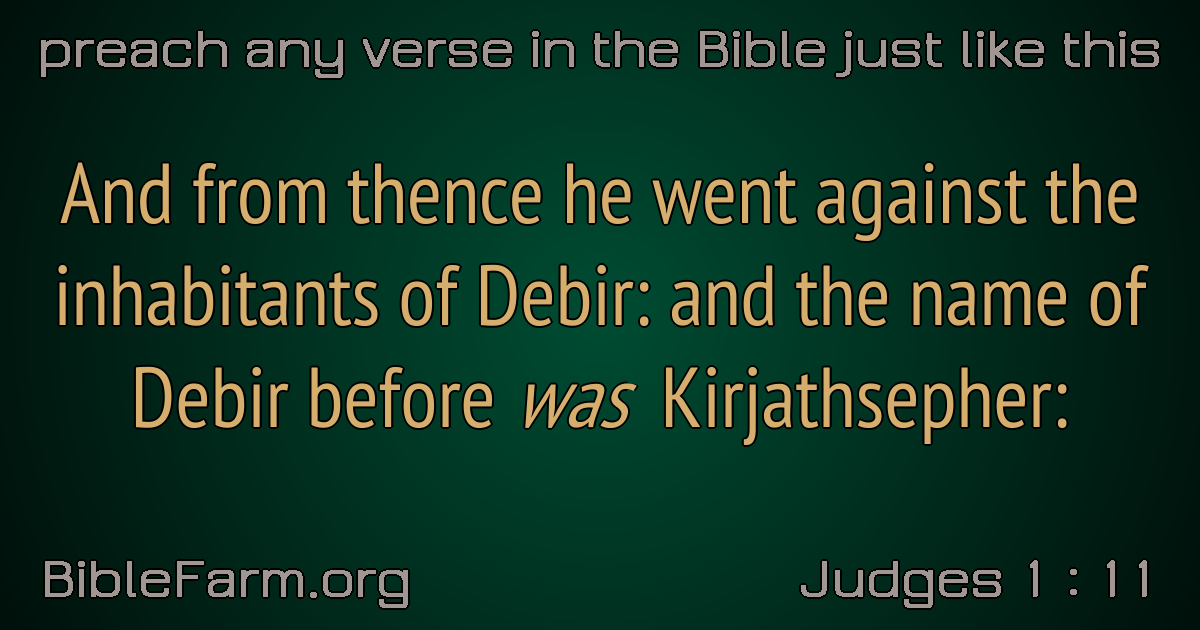 preach any verse in the Bible just like this
And from thence he went against the
inhabitants of Debir: and the name of
Debir before was Kirjathsepher:
BibleFarm.org
Judges 1 : 11